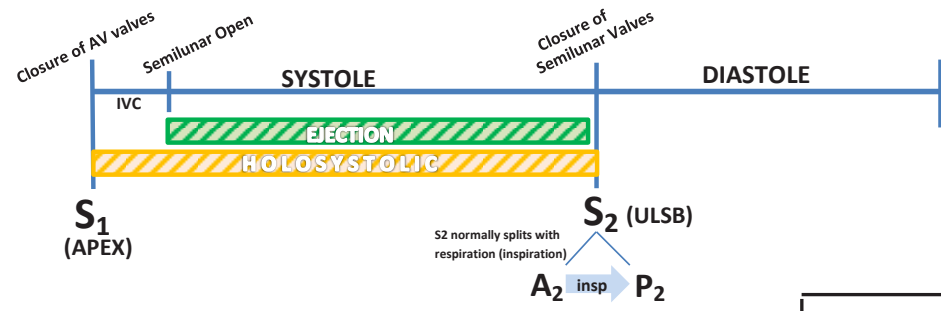 Closure of AV valves
Semilunar Open
Closure of
Semilunar Valves
SYSTOLE
DIASTOLE
IVC
EJECTION
HOLOSYSTOLIC
S1
(APEX)
S2 (ULSB)
S2 normally splits with
respiration (inspiration)
A2 insp P2